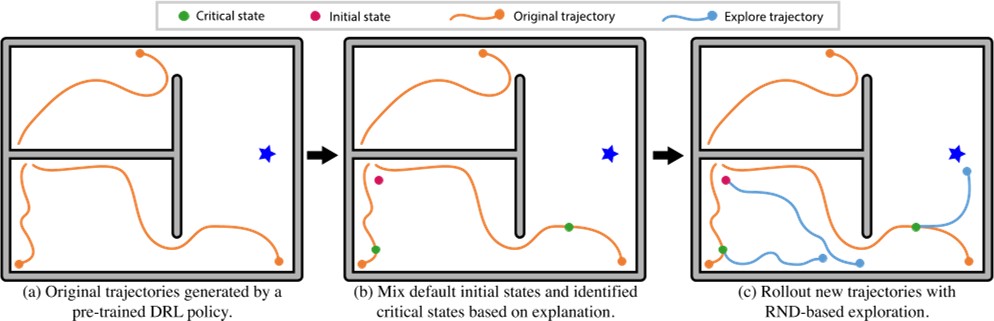 Critical state Initial state Original trajectory Explore trajectory
(a) Original trajectories generated by a
pre-trained DRL policy.
(b) Mix default initial states and identified
critical states based on explanation.
(c) Rollout new trajectories with
RND-based exploration.